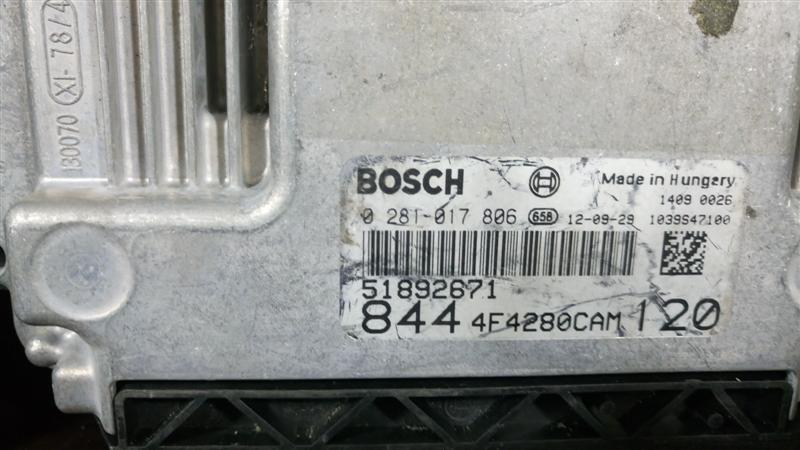 130070 XI- 78/4
BOSCH Made in Hungary
1409 0026
0 281-017 806 658 12-09-29 1039S47100
51892671
844 4F4280CAM 120